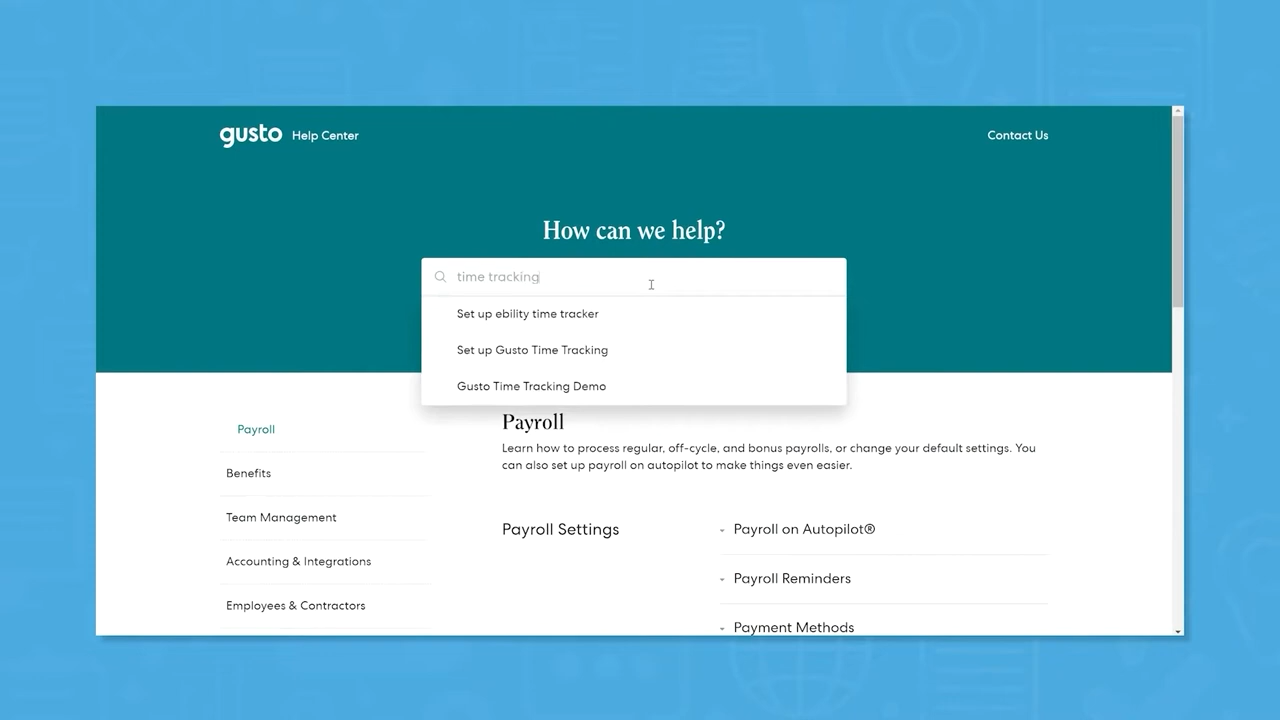 gusto Help Center
Contact Us
How can we help?
time tracking
Set up ebility time tracker
Set up Gusto Time Tracking
Gusto Time Tracking Demo
Payroll
Benefits
Team Management
Accounting & Integrations
Employees & Contractors
Payroll
Learn how to process regular, off-cycle, and bonus payrolls, or change your default settings. You
can also set up payroll on autopilot to make things even easier.
Payroll Settings
Payroll on Autopilot®
Payroll Reminders
Payment Methods